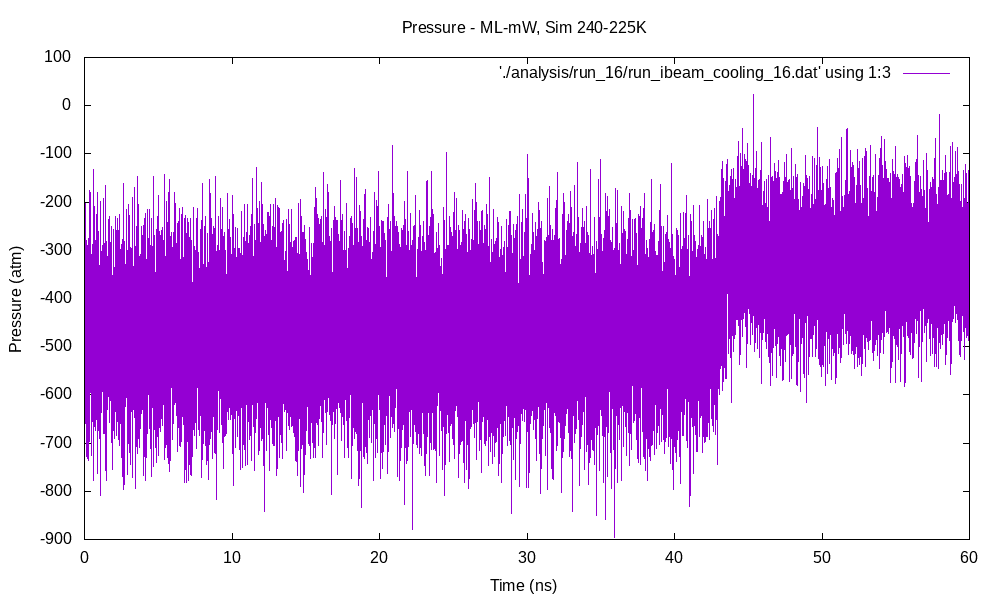 Pressure - ML-mW, Sim 240-225K
'./analysis/run_16/run_ibeam_cooling_16.dat' using 1:3
100
0
-100
-200
-300
-400
-500
-600
-700
-800
-900
Pressure (atm)
0 10 20 30 40 50 60
Time (ns)